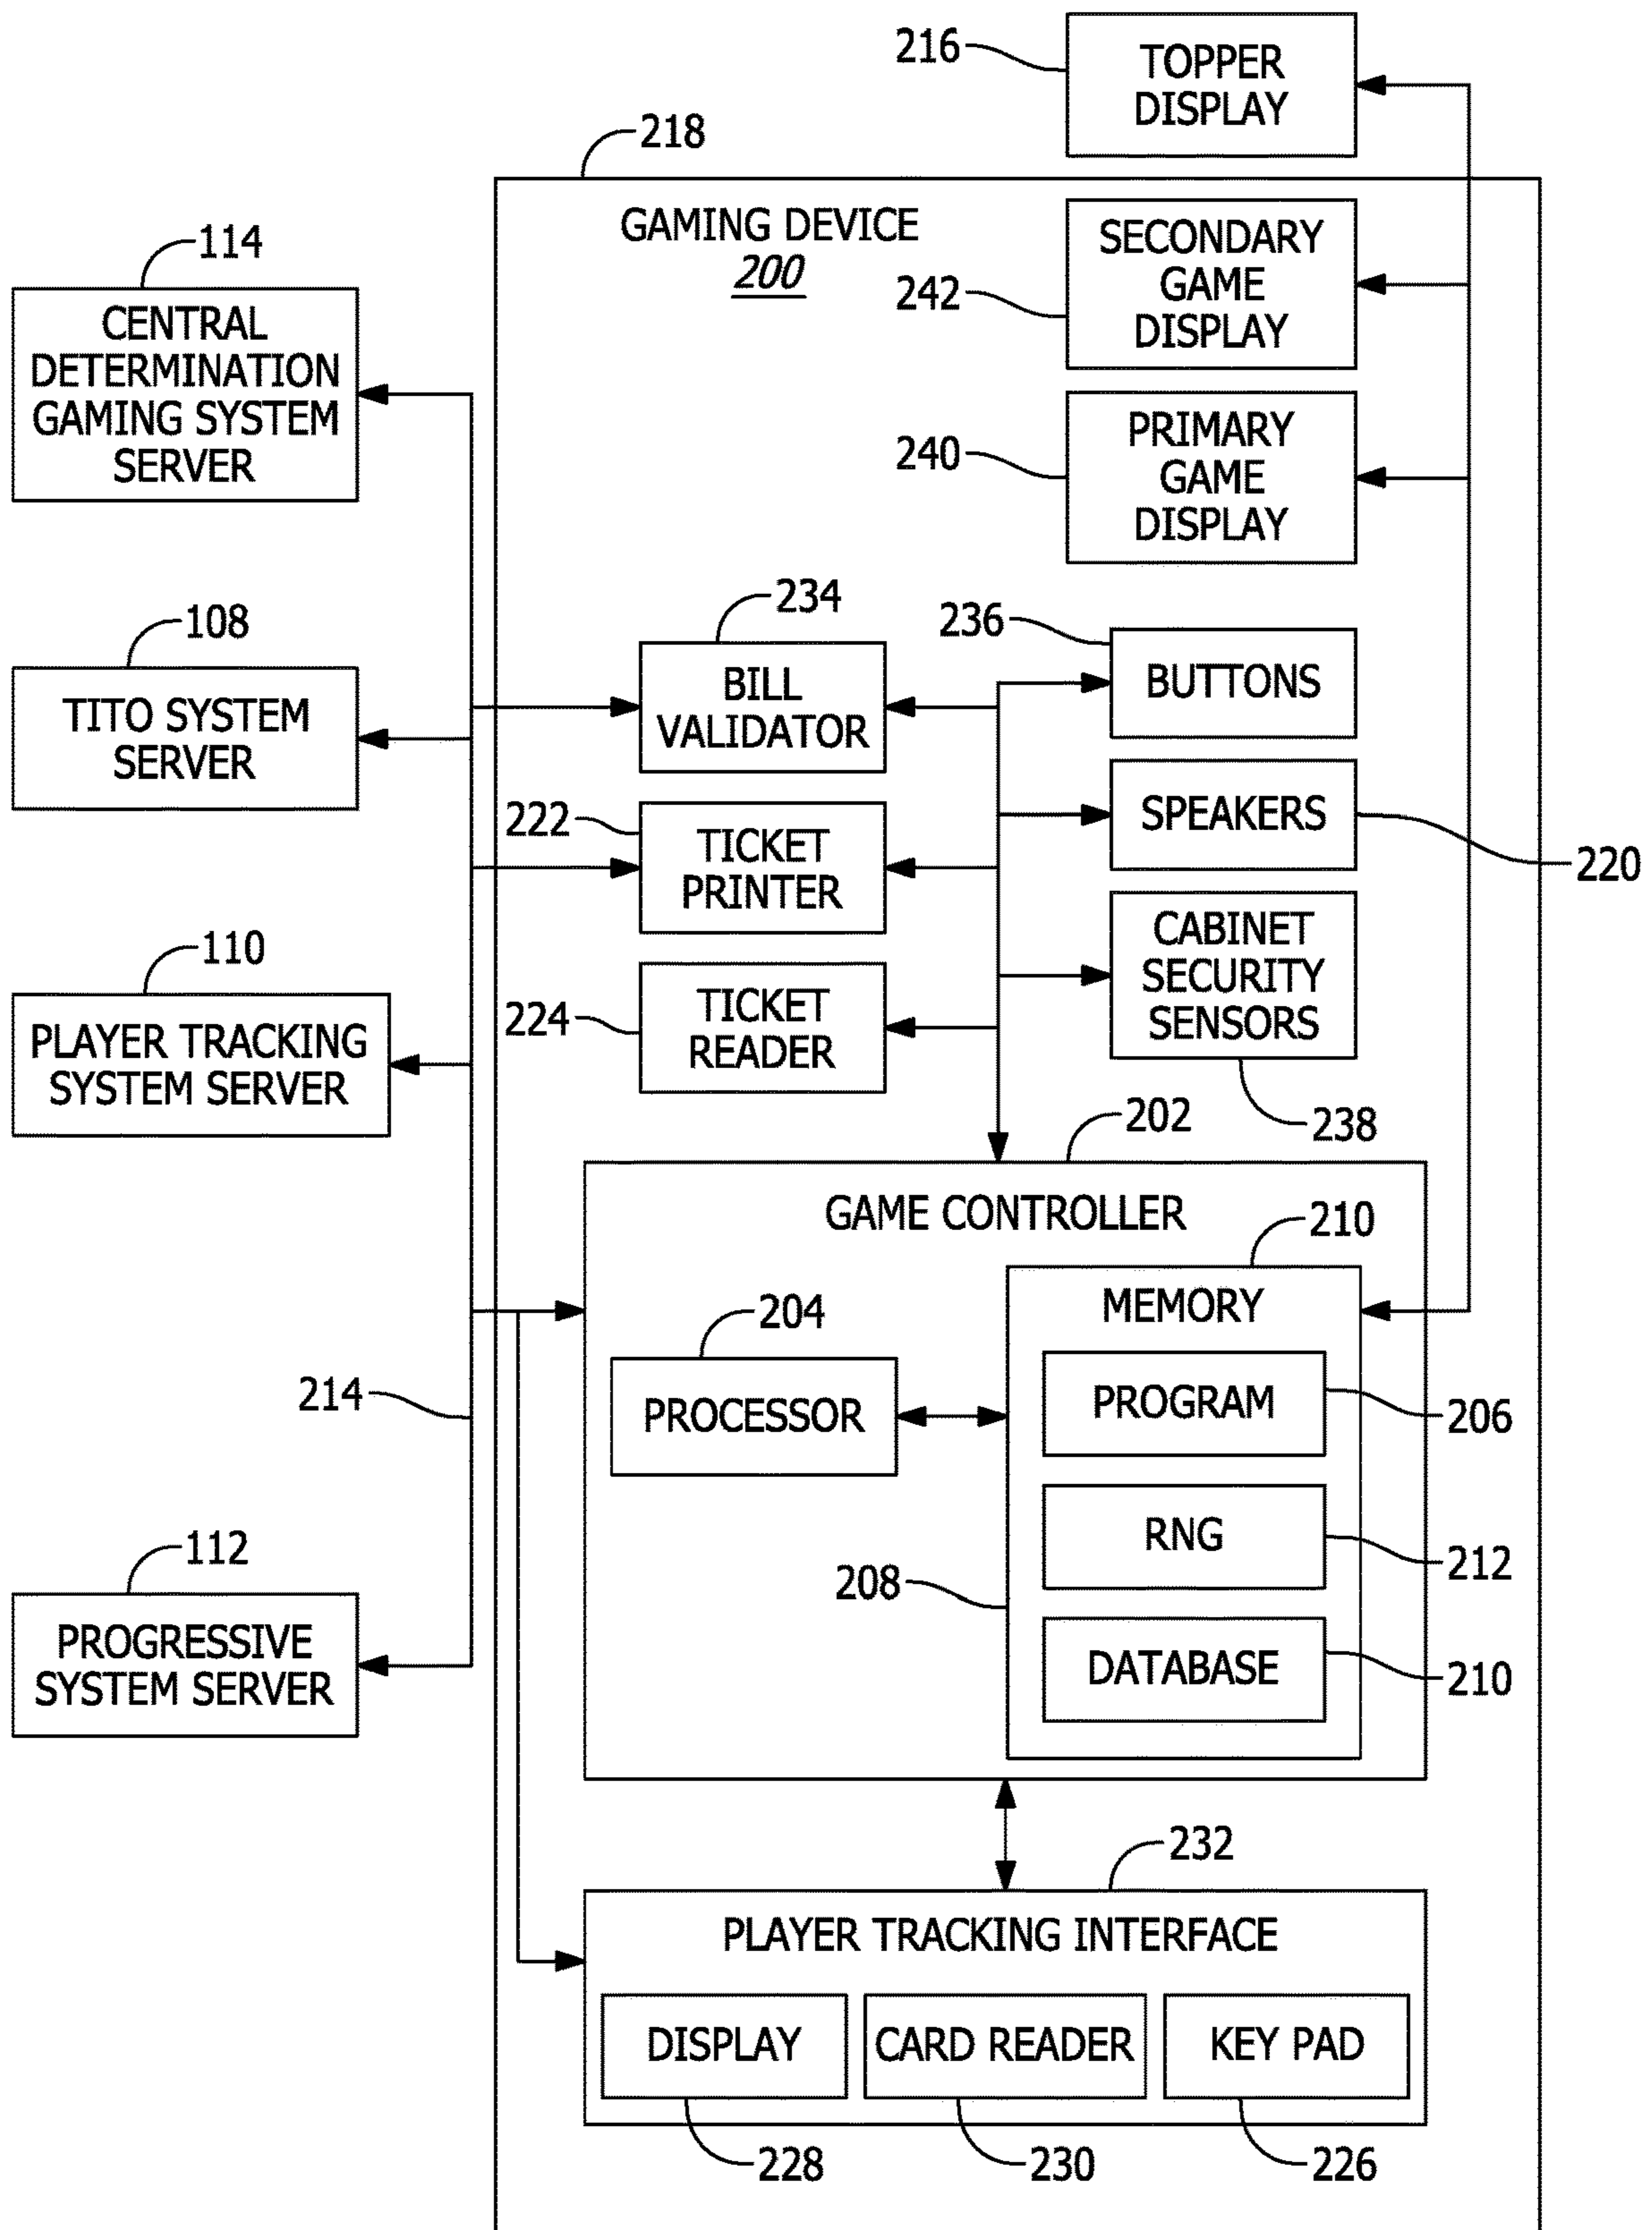 216
TOPPER
DISPLAY
218
GAMING DEVICE
200
SECONDARY
GAME
DISPLAY
242
PRIMARY
GAME
DISPLAY
240
114
CENTRAL
DETERMINATION
GAMING SYSTEM
SERVER
108
TITO SYSTEM
SERVER
110
PLAYER TRACKING
SYSTEM SERVER
112
PROGRESSIVE
SYSTEM SERVER
214
234
BILL
VALIDATOR
222
TICKET
PRINTER
224
TICKET
READER
236
BUTTONS
SPEAKERS
220
CABINET
SECURITY
SENSORS
238
202
GAME CONTROLLER
204
PROCESSOR
210
MEMORY
PROGRAM
206
RNG
212
208
DATABASE
210
232
PLAYER TRACKING INTERFACE
DISPLAY
CARD READER
KEY PAD
228
230
226